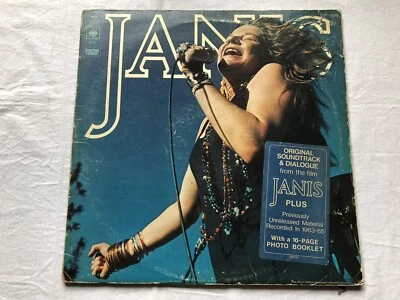 JANIS
ORIGINAL
SOUNDTRACK
& DIALOGUE
from the film
JANIS
PLUS
Previously
Unreleased Material
Recorded In 1963-65
With a 16-PAGE
PHOTO BOOKLET